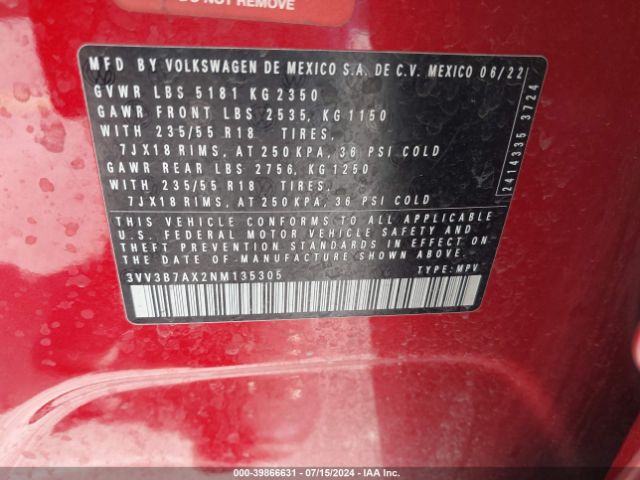 DO NOT REMOVE
MFD BY VOLKSWAGEN DE MEXICO S.A. DE C.V. MEXICO 06/22
GVWR LBS 5181 KG 2350
GAWR FRONT LBS 2535, KG 1150
WITH 235/55 R18 TIRES,
7JX18 RIMS, AT 250 KPA, 36 PSI COLD
GAWR REAR LBS 2756, KG 1250
WITH 235/55 R18 TIRES,
7JX18 RIMS, AT 250 KPA, 36 PSI COLD
THIS VEHICLE CONFORMS TO ALL APPLICABLE
U.S. FEDERAL MOTOR VEHICLE SAFETY AND
THEFT PREVENTION STANDARDS IN EFFECT ON
THE DATE OF MANUFACTURE SHOWN ABOVE.
3VV3B7AX2NM135305 TYPE: MPV
2414335 3724
000-39866631 - 07/15/2024 - IAA Inc.